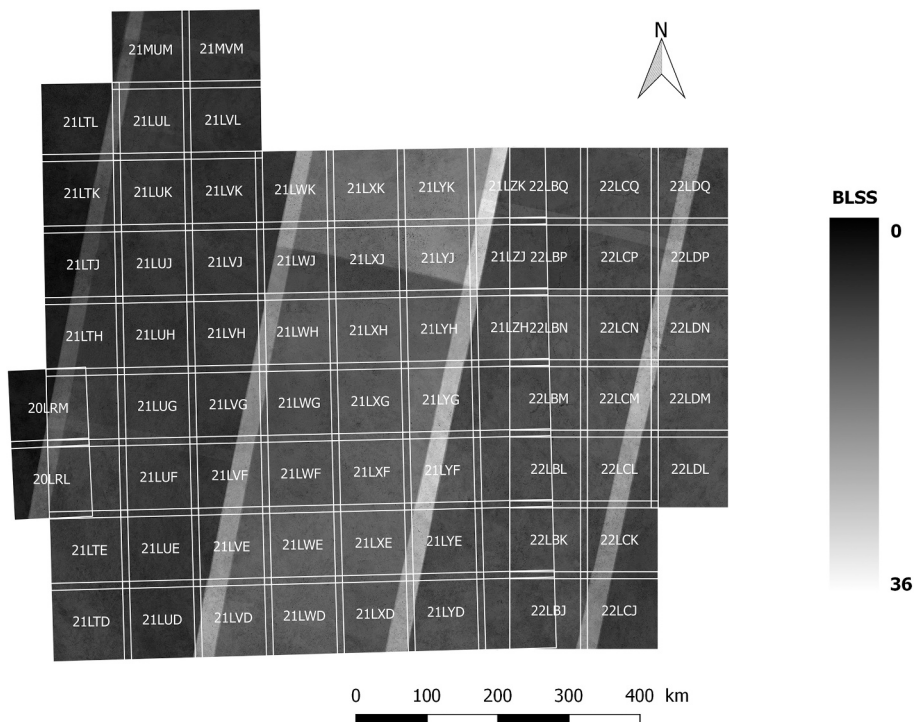 N
21MUM 21MVM
21LTL 21LUL 21LVL
21LTK 21LUK 21LVK 21LWK 21LXK 21LYK 21LZK 22LBQ 22LCQ 22LDQ
21LTJ 21LUJ 21LVJ 21LWJ 21LXJ 21LYJ 21LZJ 22LBP 22LCP 22LDP
21LTH 21LUH 21LVH 21LWH 21LXH 21LYH 21LZH 22LBN 22LCN 22LDN
20LRM 21LUG 21LVG 21LWG 21LXG 21LYG 22LBM 22LCM 22LDM
20LRL 21LUF 21LVF 21LWF 21LXF 21LYF 22LBL 22LCL 22LDL
21LTE 21LUE 21LVE 21LWE 21LXE 21LYE 22LBK 22LCK
21LTD 21LUD 21LVD 21LWD 21LXD 21LYD 22LBJ 22LCJ
BLSS
0
36
0 100 200 300 400 km